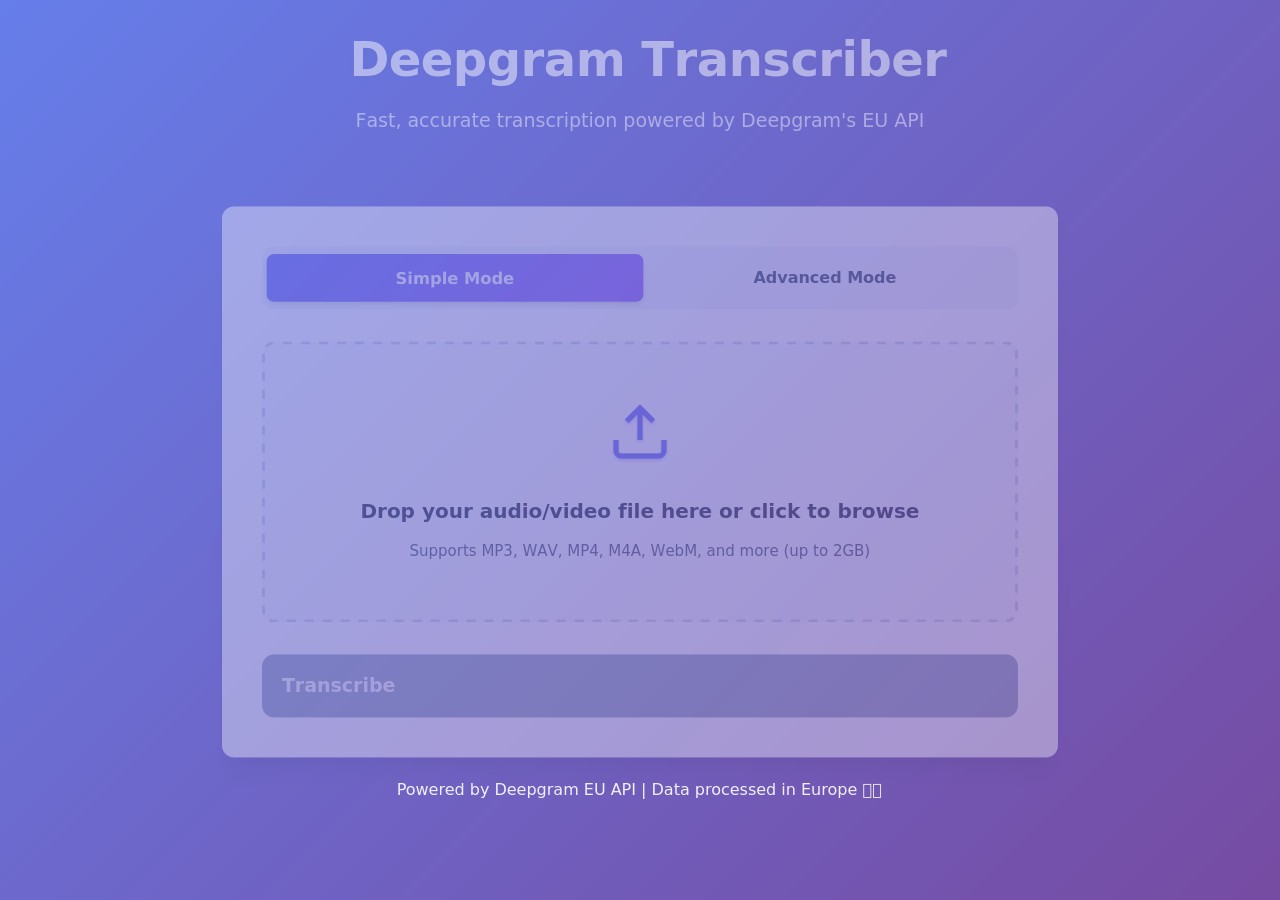 Deepgram Transcriber
Fast, accurate transcription powered by Deepgram's EU API
Simple Mode
Advanced Mode
Drop your audio/video file here or click to browse
Supports MP3, WAV, MP4, M4A, WebM, and more (up to 2GB)
Transcribe
Powered by Deepgram EU API | Data processed in Europe